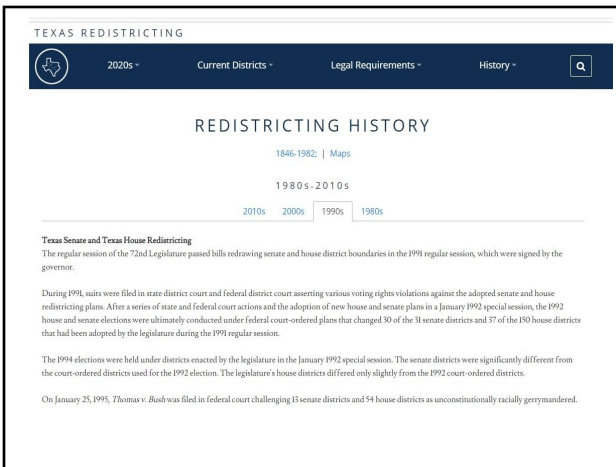 TEXAS REDISTRICTING
2020s Current Districts Legal Requirements History
REDISTRICTING HISTORY
1846-1982; | Maps
1980s-2010s
2010s 2000s 1990s 1980s
Texas Senate and Texas House Redistricting
The regular session of the 72nd Legislature passed bills redrawing senate and house district boundaries in the 1991 regular session, which were signed by the
governor.
During 1991, suits were filed in state district court and federal district court asserting various voting rights violations against the adopted senate and house
redistricting plans. After a series of state and federal court actions and the adoption of new house and senate plans in a January 1992 special session, the 1992
house and senate elections were ultimately conducted under federal court-ordered plans that changed 30 of the 31 senate districts and 37 of the 150 house districts
that had been adopted by the legislature during the 1991 regular session.
The 1994 elections were held under districts enacted by the legislature in the January 1992 special session. The senate districts were significantly different from
the court-ordered districts used for the 1992 election. The legislature's house districts differed only slightly from the 1992 court-ordered districts.
On January 25, 1995, Thomas v. Bush was filed in federal court challenging 13 senate districts and 54 house districts as unconstitutionally racially gerrymandered.